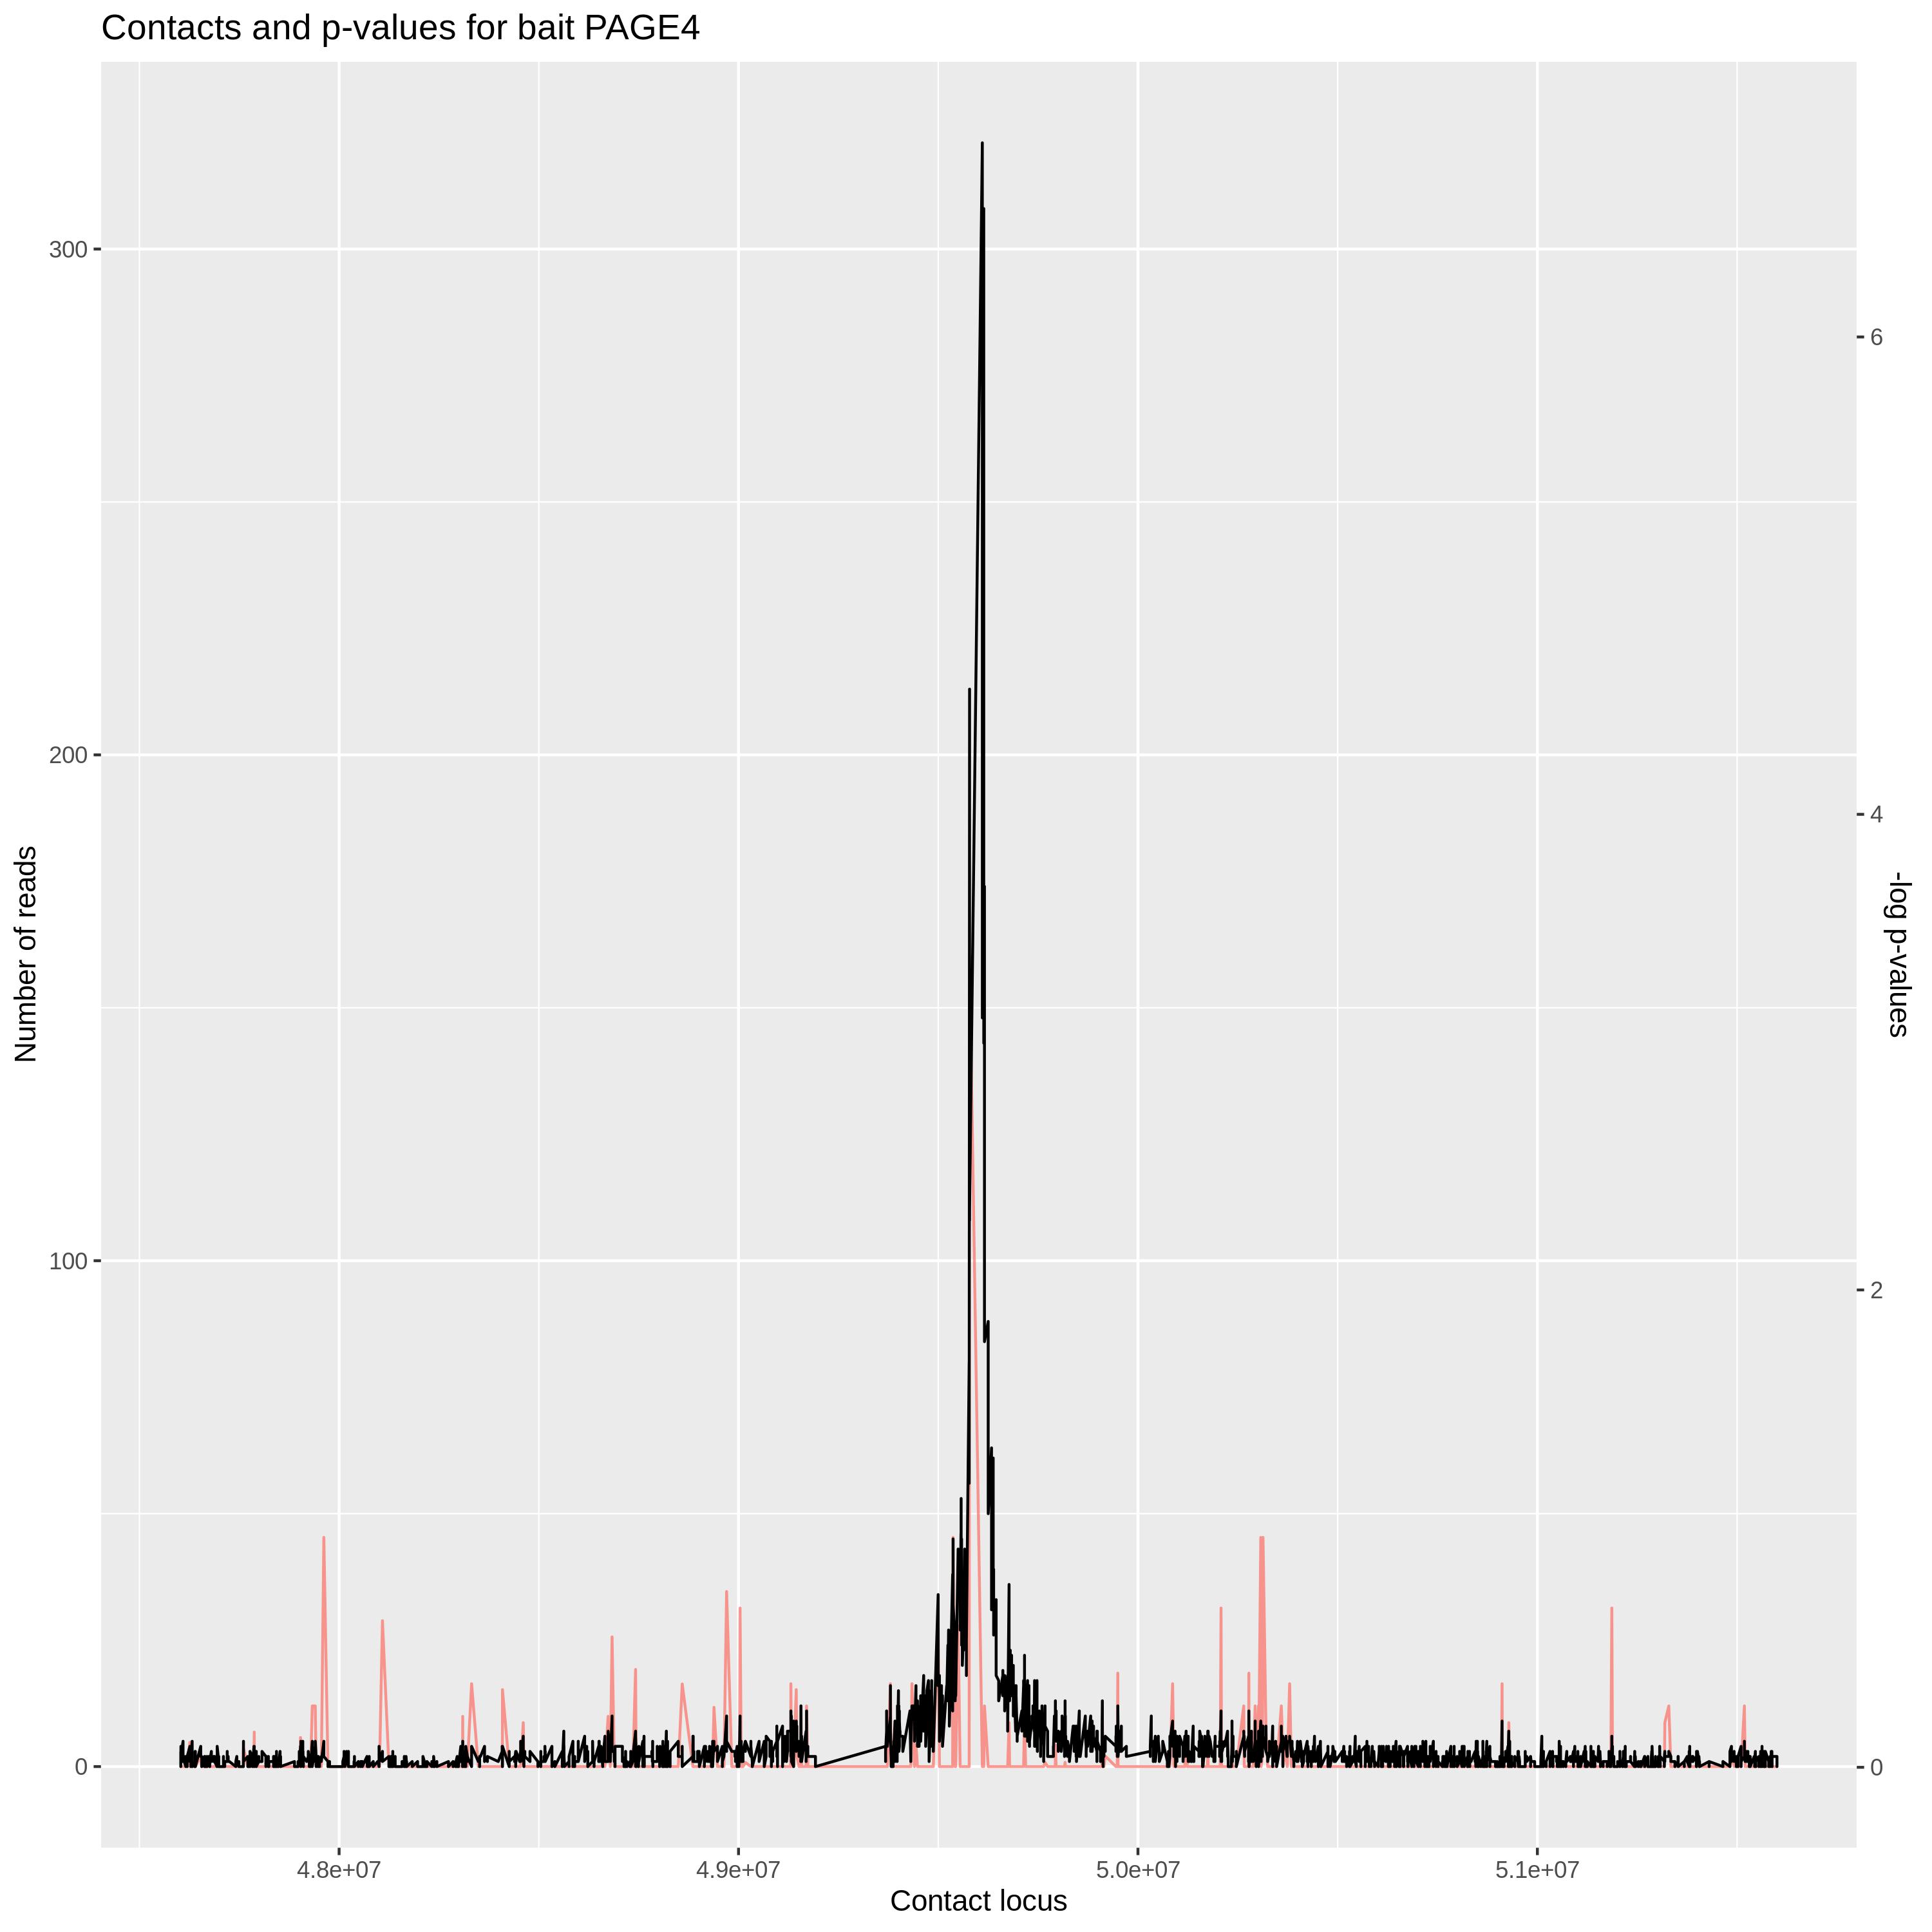 Contacts and p-values for bait PAGE4
300
200
100
0
Number of reads
6
4
2
0
-log p-values
4.8e+07
4.9e+07
5.0e+07
5.1e+07
Contact locus